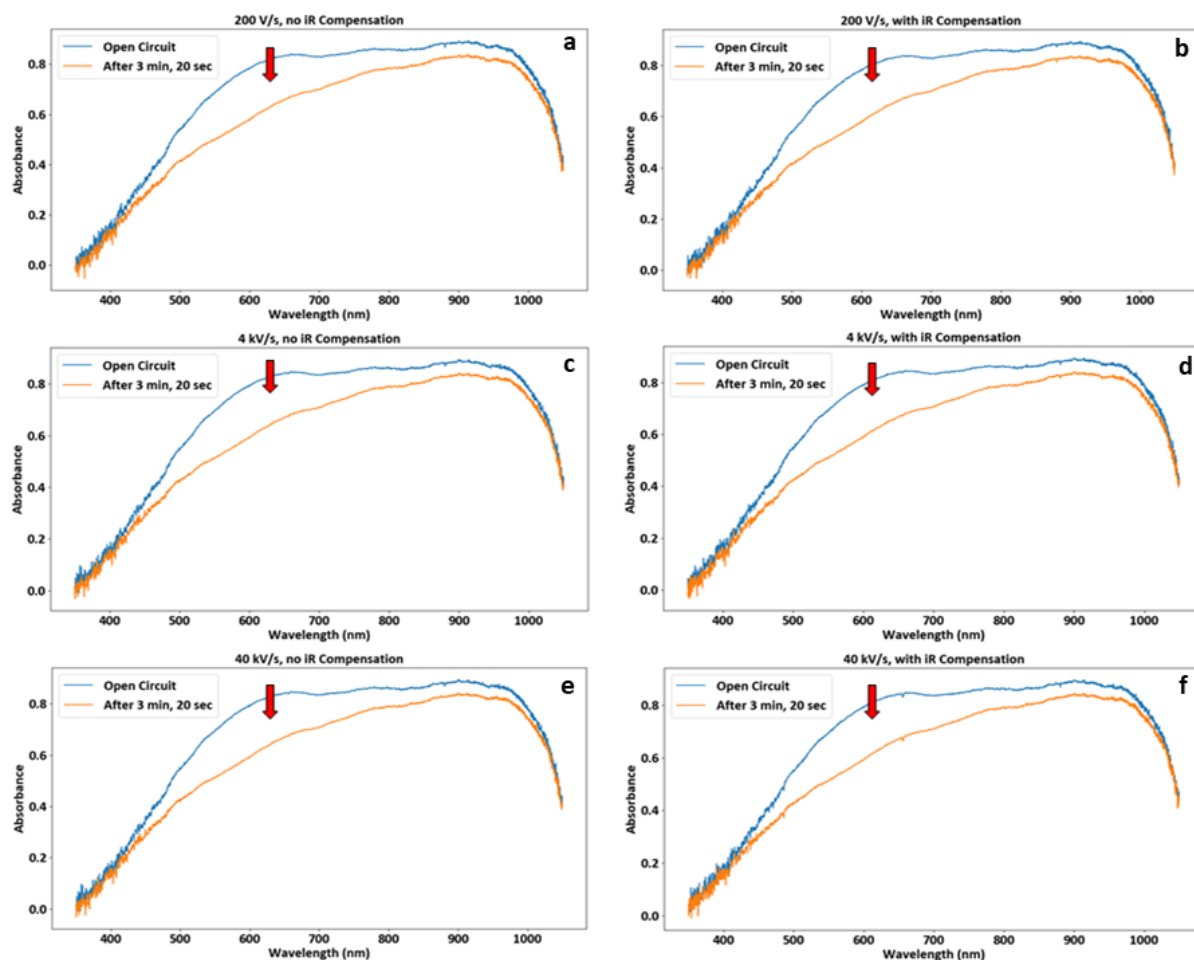 200 V/s, no iR Compensation
a
Open Circuit
After 3 min, 20 sec
Absorbance
0.8
0.6
0.4
0.2
0.0
400 500 600 700 800 900 1000
Wavelength (nm)
200 V/s, with iR Compensation
b
Open Circuit
After 3 min, 20 sec
Absorbance
0.8
0.6
0.4
0.2
0.0
400 500 600 700 800 900 1000
Wavelength (nm)
4 kV/s, no iR Compensation
c
Open Circuit
After 3 min, 20 sec
Absorbance
0.8
0.6
0.4
0.2
0.0
400 500 600 700 800 900 1000
Wavelength (nm)
4 kV/s, with iR Compensation
d
Open Circuit
After 3 min, 20 sec
Absorbance
0.8
0.6
0.4
0.2
0.0
400 500 600 700 800 900 1000
Wavelength (nm)
40 kV/s, no iR Compensation
e
Open Circuit
After 3 min, 20 sec
Absorbance
0.8
0.6
0.4
0.2
0.0
400 500 600 700 800 900 1000
Wavelength (nm)
40 kV/s, with iR Compensation
f
Open Circuit
After 3 min, 20 sec
Absorbance
0.8
0.6
0.4
0.2
0.0
400 500 600 700 800 900 1000
Wavelength (nm)